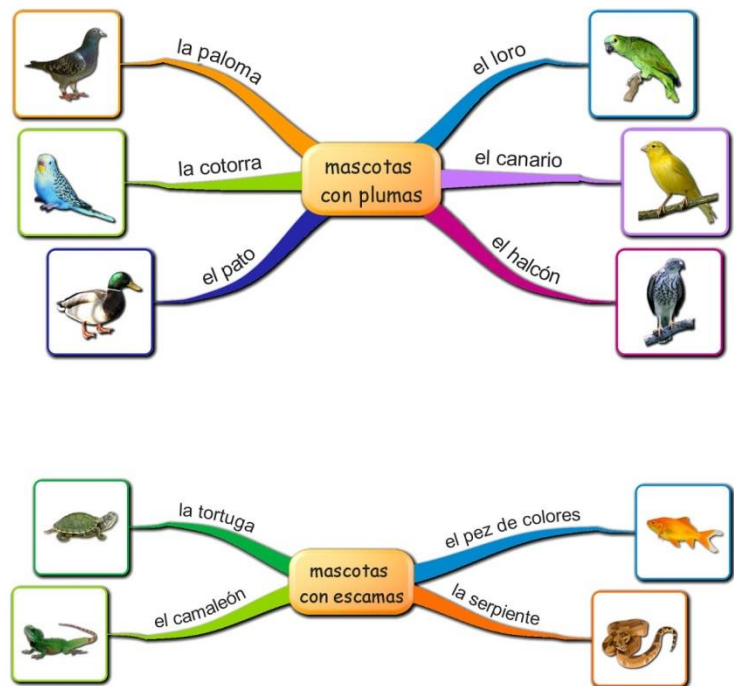 la paloma
el loro
la cotorra
mascotas
con plumas
el canario
el pato
el halcón
la tortuga
el pez de colores
mascotas
con escamas
el camaleón
la serpiente